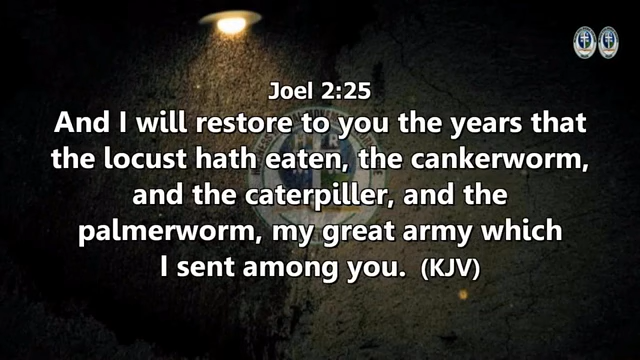 Joel 2:25
And I will restore to you the years that
the locust hath eaten, the cankerworm,
and the caterpiller, and the
palmerworm, my great army which
I sent among you. (KJV)